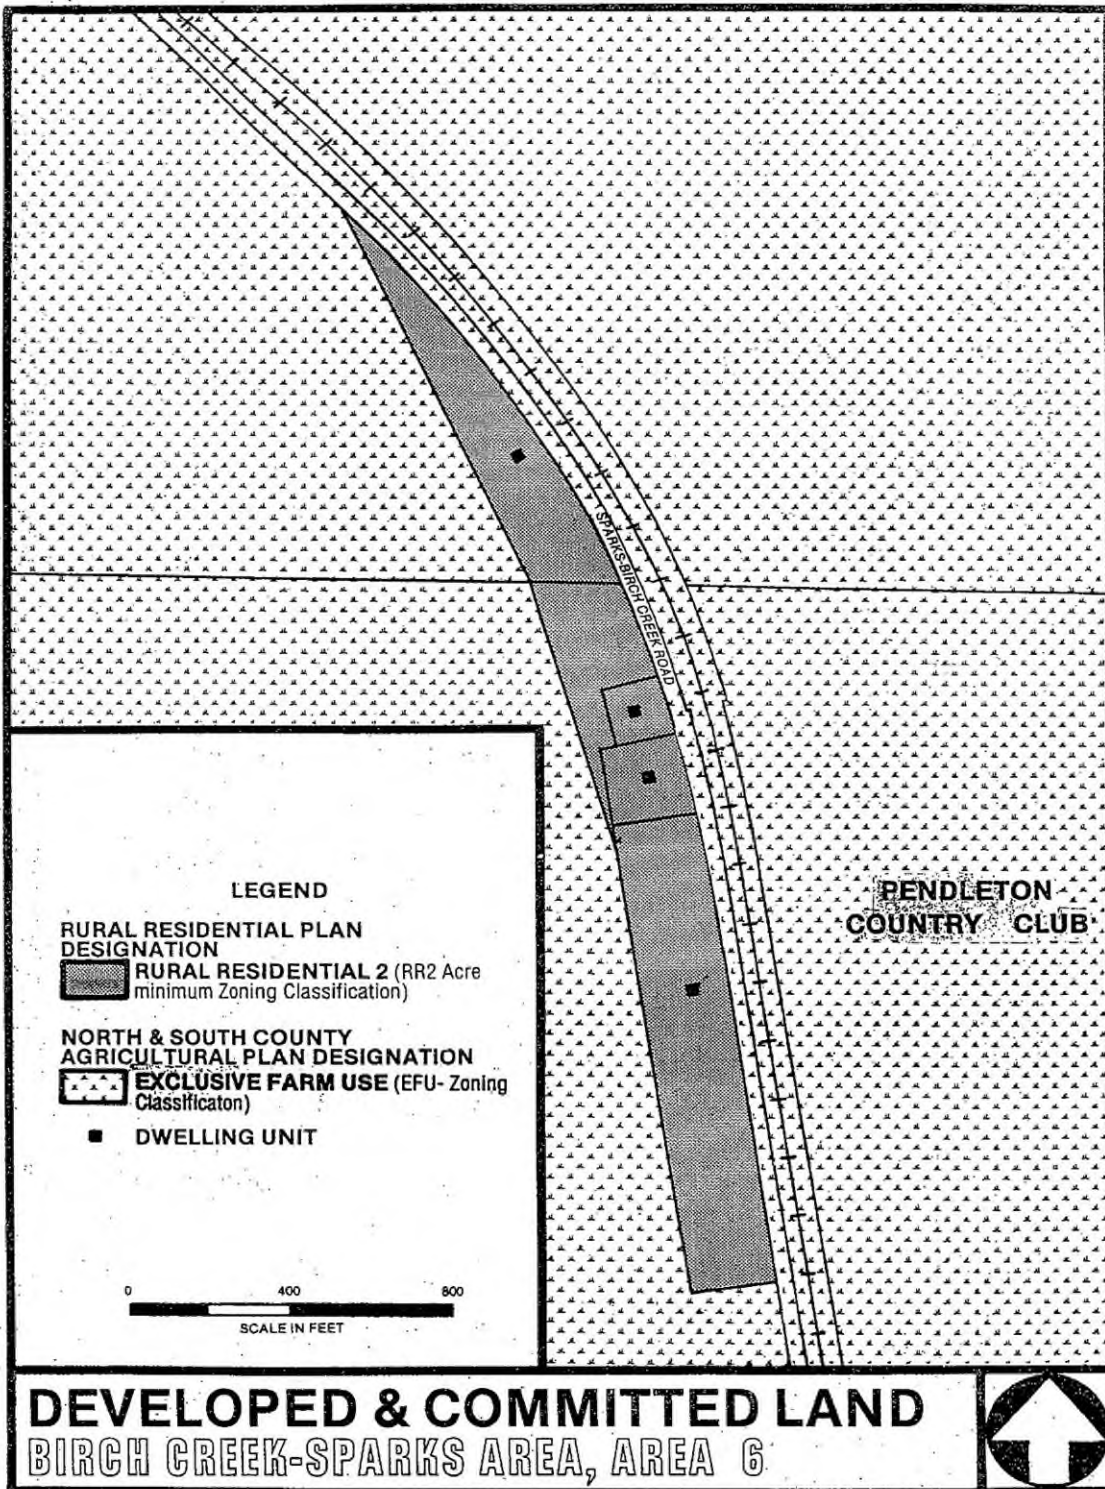 SPARKS-BIRCH CREEK ROAD
PENDLETON
COUNTRY CLUB
LEGEND
RURAL RESIDENTIAL PLAN
DESIGNATION
RURAL RESIDENTIAL 2 (RR2 Acre
minimum Zoning Classification)
NORTH & SOUTH COUNTY
AGRICULTURAL PLAN DESIGNATION
EXCLUSIVE FARM USE (EFU- Zoning
Classificaton)
DWELLING UNIT
0 400 800
SCALE IN FEET
DEVELOPED & COMMITTED LAND
BIRCH CREEK-SPARKS AREA, AREA 6